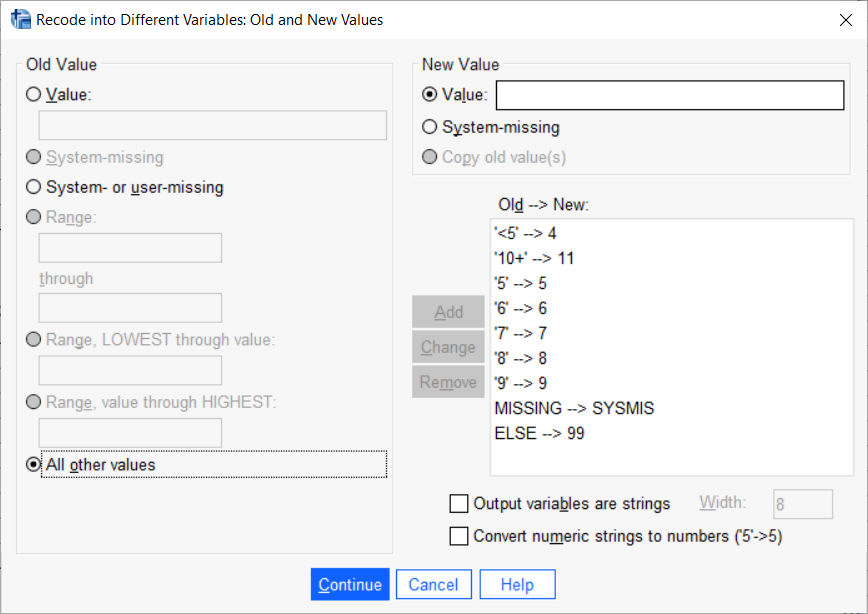 Recode into Different Variables: Old and New Values
Old Value
Value:
System-missing
System- or user-missing
Range:
through
Range, LOWEST through value:
Range, value through HIGHEST:
All other values
New Value
Value:
System-missing
Copy old value(s)
Old --> New:
'<5' --> 4
'10+' --> 11
'5' --> 5
'6' --> 6
'7' --> 7
'8' --> 8
'9' --> 9
MISSING --> SYSMIS
ELSE --> 99
Add
Change
Remove
Output variables are strings Width: 8
Convert numeric strings to numbers ('5'->5)
Continue Cancel Help